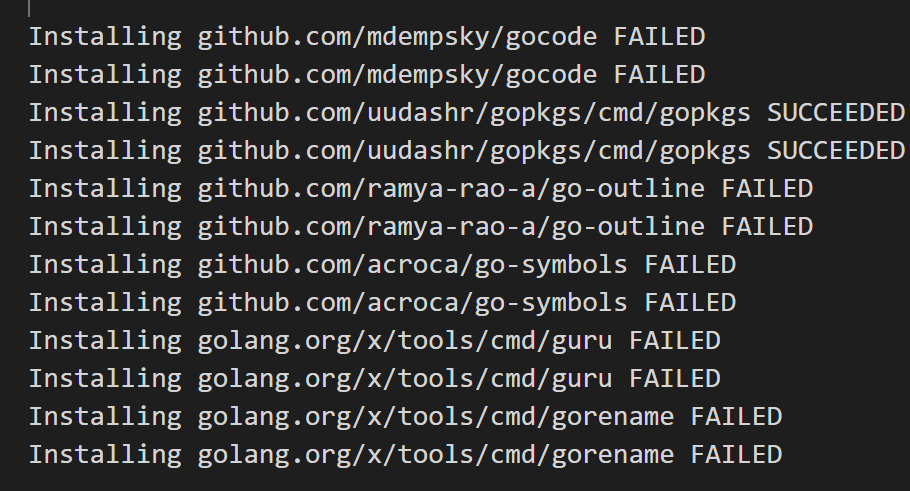 Installing github.com/mdempsky/gocode FAILED
Installing github.com/mdempsky/gocode FAILED
Installing github.com/uudashr/gopkgs/cmd/gopkgs SUCCEEDED
Installing github.com/uudashr/gopkgs/cmd/gopkgs SUCCEEDED
Installing github.com/ramya-rao-a/go-outline FAILED
Installing github.com/ramya-rao-a/go-outline FAILED
Installing github.com/acroca/go-symbols FAILED
Installing github.com/acroca/go-symbols FAILED
Installing golang.org/x/tools/cmd/guru FAILED
Installing golang.org/x/tools/cmd/guru FAILED
Installing golang.org/x/tools/cmd/gorename FAILED
Installing golang.org/x/tools/cmd/gorename FAILED